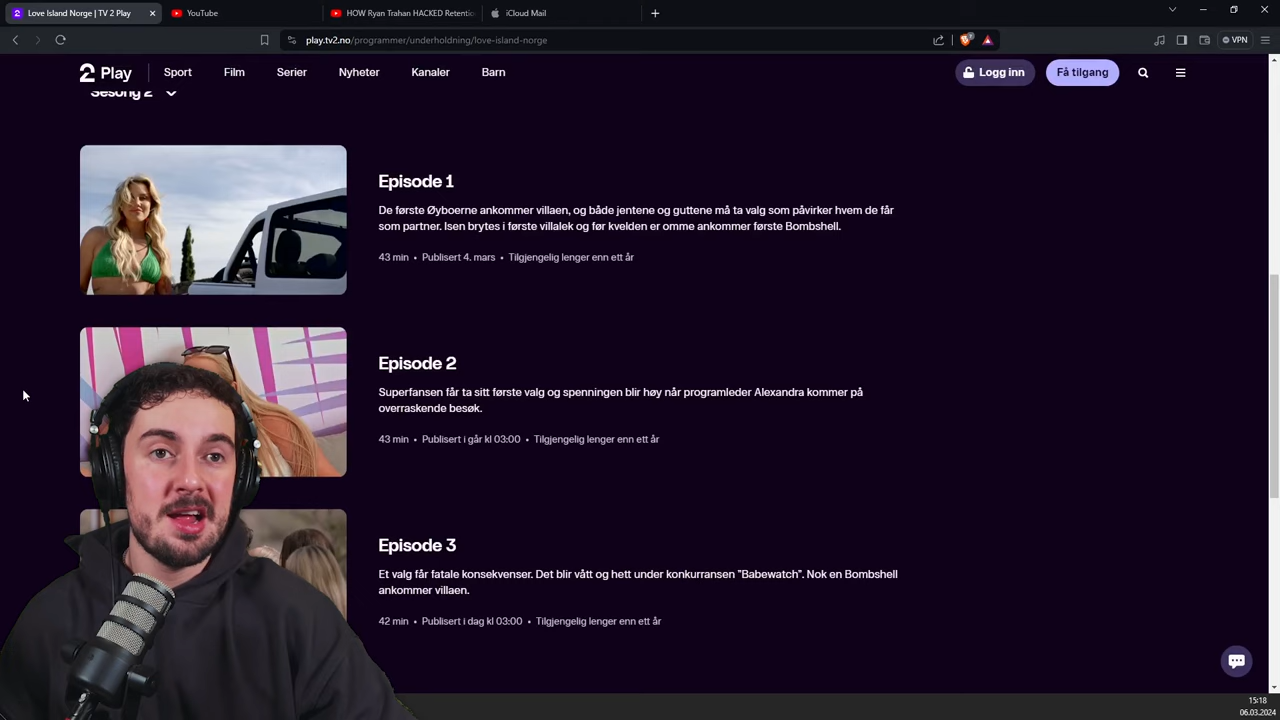 Love Island Norge | TV 2 Play
YouTube
HOW Ryan Trahan HACKED Retenti
iCloud Mail
play.tv2.no/programmer/underholdning/love-island-norge
VPN
2 Play
Sport
Film
Serier
Nyheter
Kanaler
Barn
Logg inn
Få tilgang
Sesong 2
Episode 1
De første Øyboerne ankommer villaen, og både jentene og guttene må ta valg som påvirker hvem de får
som partner. Isen brytes i første villalek og før kvelden er omme ankommer første Bombshell.
43 min • Publisert 4. mars • Tilgjengelig lenger enn ett år
Episode 2
Superfansen får ta sitt første valg og spenningen blir høy når programleder Alexandra kommer på
overraskende besøk.
43 min • Publisert i går kl 03:00 • Tilgjengelig lenger enn ett år
Episode 3
Et valg får fatale konsekvenser. Det blir vått og hett under konkurransen "Babewatch". Nok en Bombshell
ankommer villaen.
42 min • Publisert i dag kl 03:00 • Tilgjengelig lenger enn ett år
15:18
06.03.2024